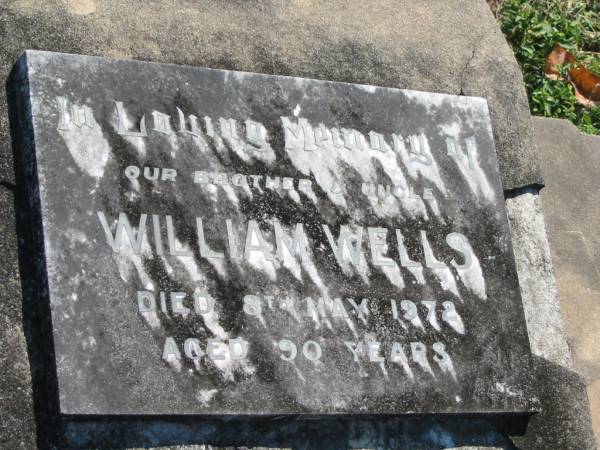 In Loving Memory of
OUR BROTHER & UNCLE
WILLIAM WELLS
DIED 8TH MAY 1972
AGED 90 YEARS